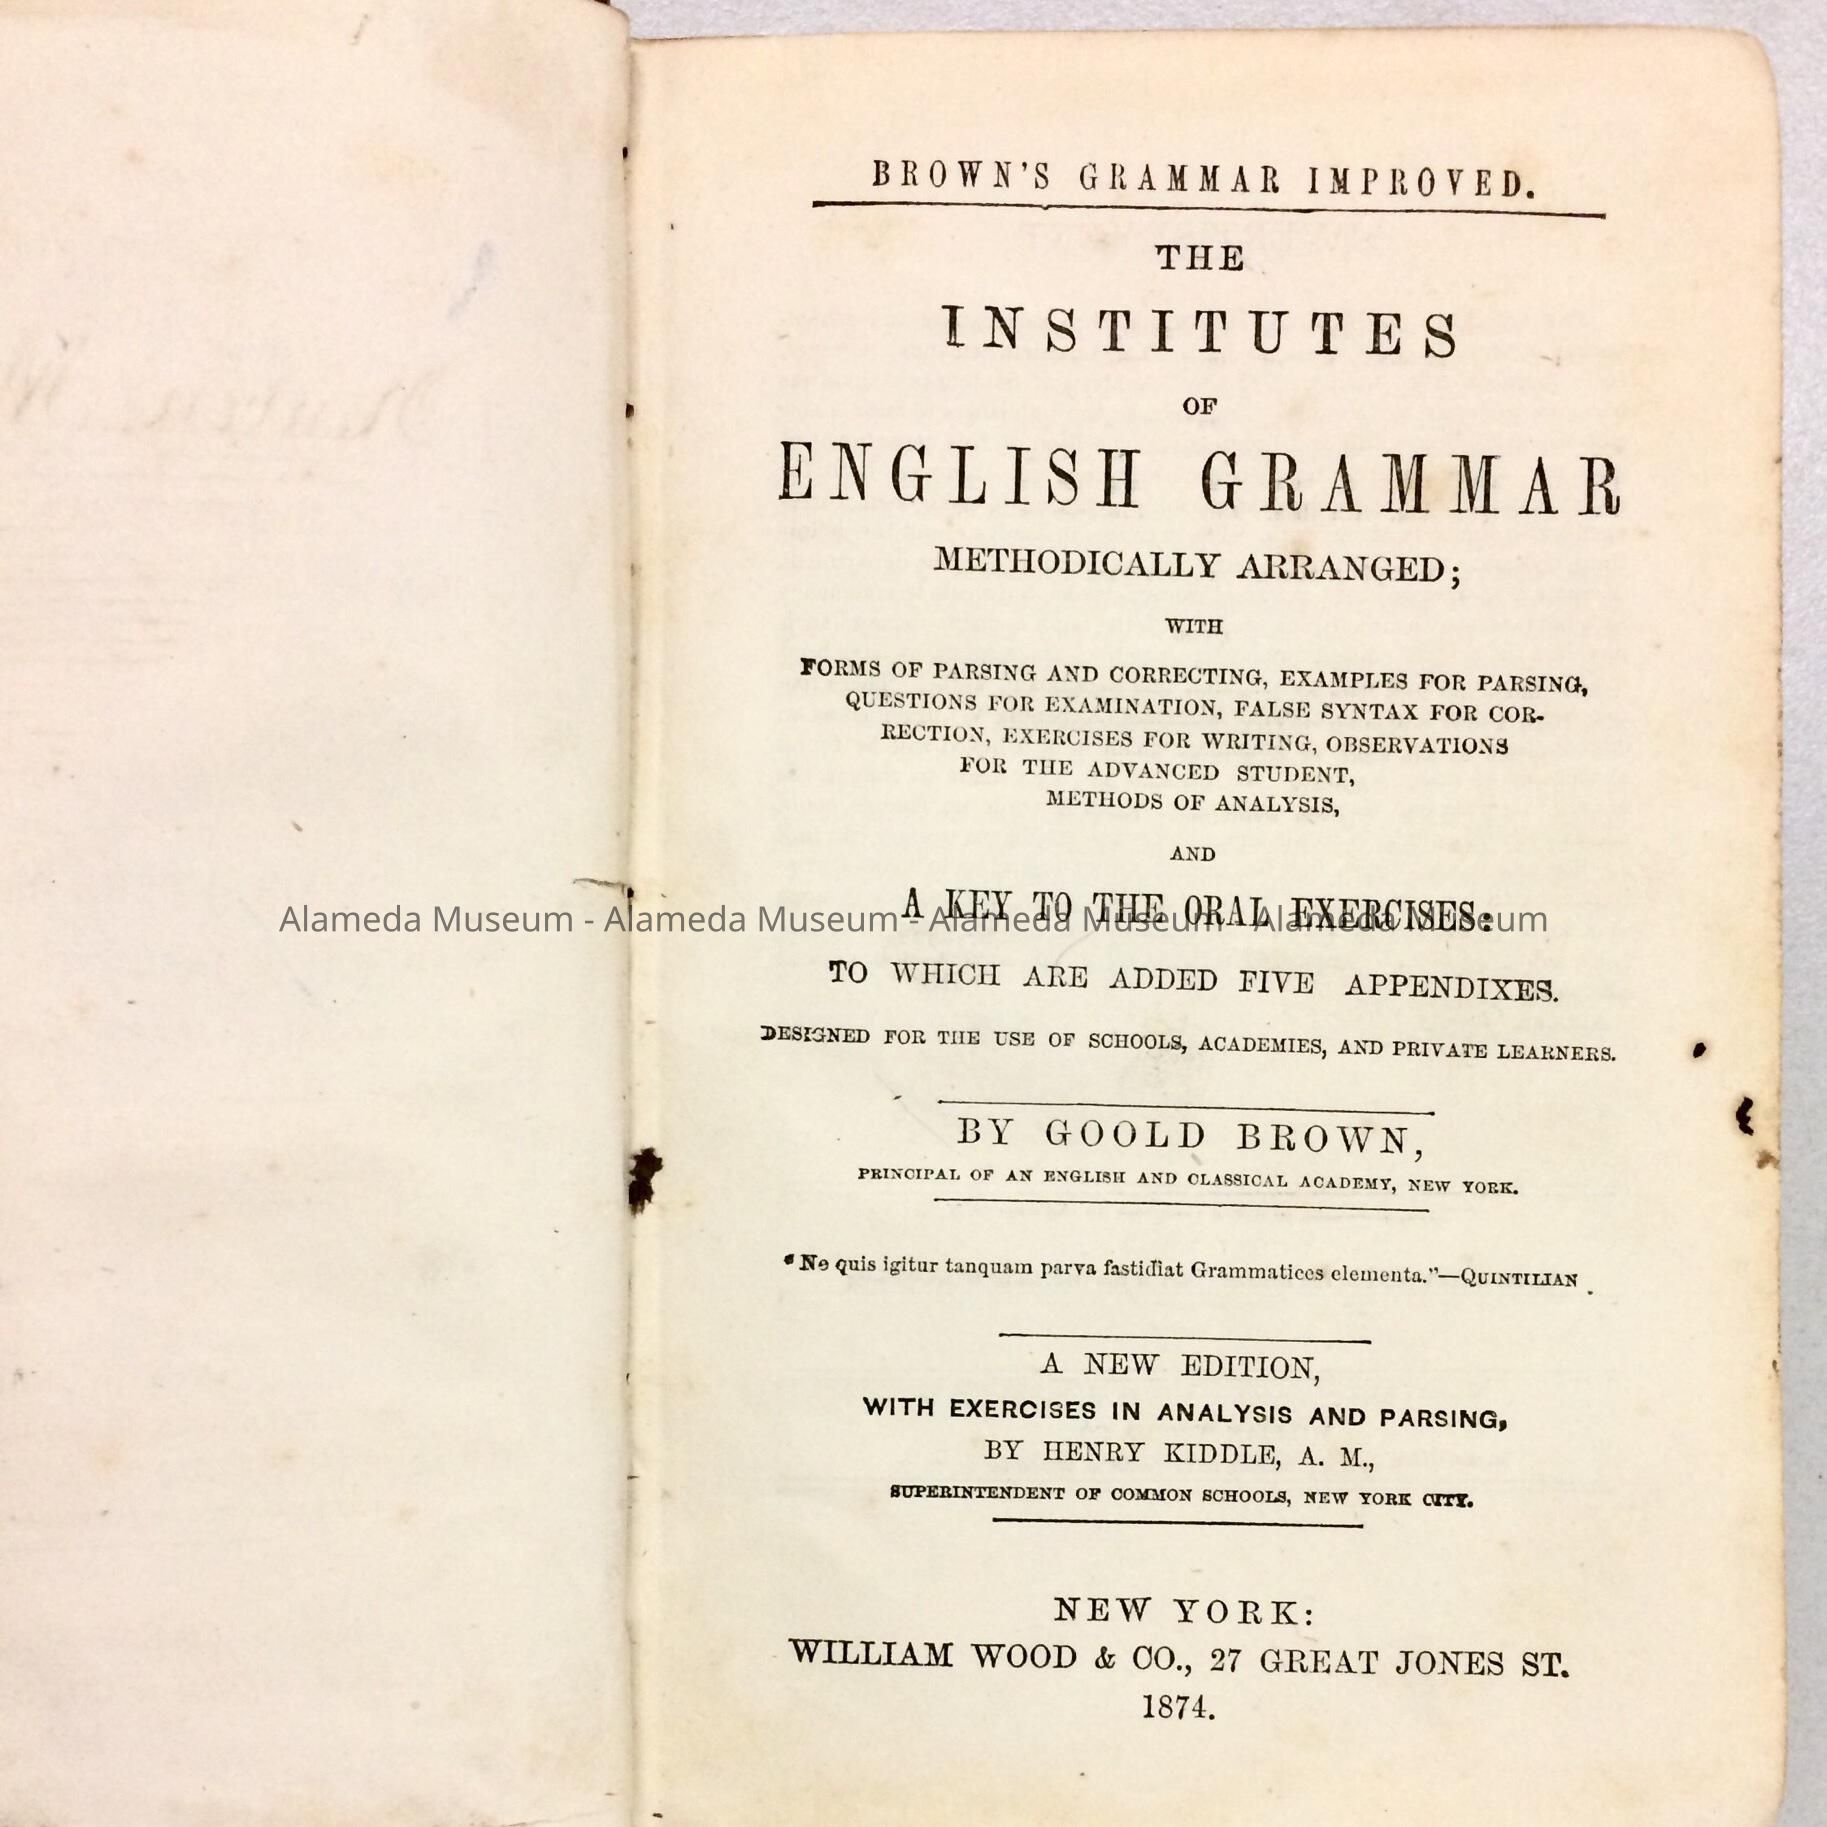 BROWN'S GRAMMAR IMPROVED.
THE
INSTITUTES
OF
ENGLISH GRAMMAR
METHODICALLY ARRANGED;
WITH
FORMS OF PARSING AND CORRECTING, EXAMPLES FOR PARSING,
QUESTIONS FOR EXAMINATION, FALSE SYNTAX FOR COR-
RECTION, EXERCISES FOR WRITING, OBSERVATIONS
FOR THE ADVANCED STUDENT,
METHODS OF ANALYSIS,
AND
A KEY TO THE ORAL EXERCISES:
Alameda Museum - Alameda Museum - Alameda Museum - Alameda Museum
TO WHICH ARE ADDED FIVE APPENDIXES.
DESIGNED FOR THE USE OF SCHOOLS, ACADEMIES, AND PRIVATE LEARNERS.
BY GOOLD BROWN,
PRINCIPAL OF AN ENGLISH AND CLASSICAL ACADEMY, NEW YORK.
"Ne quis igitur tanquam parva fastidiat Grammatices elementa."—QUINTILIAN.
A NEW EDITION,
WITH EXERCISES IN ANALYSIS AND PARSING,
BY HENRY KIDDLE, A. M.,
SUPERINTENDENT OF COMMON SCHOOLS, NEW YORK CITY.
NEW YORK:
WILLIAM WOOD & CO., 27 GREAT JONES ST.
1874.